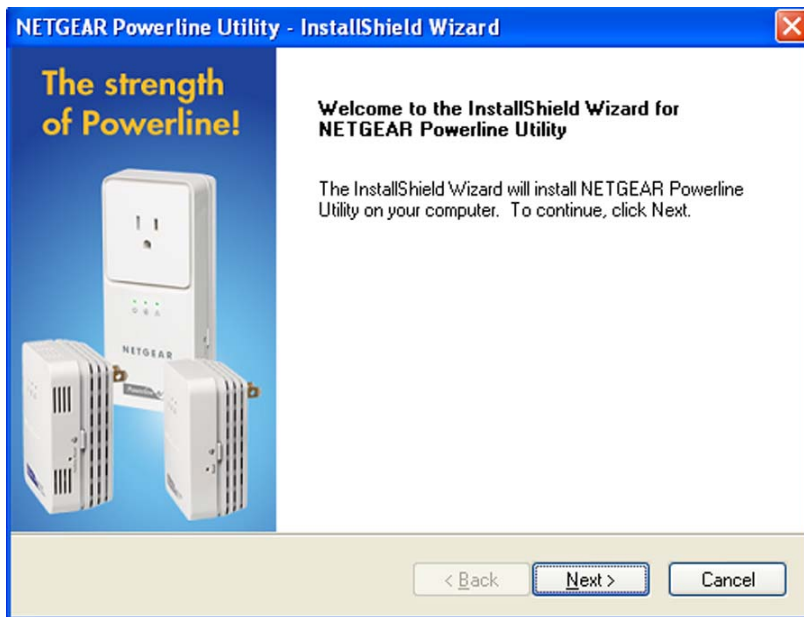 NETGEAR Powerline Utility - InstallShield Wizard
The strength
of Powerline!
Welcome to the InstallShield Wizard for
NETGEAR Powerline Utility
The InstallShield Wizard will install NETGEAR Powerline
Utility on your computer. To continue, click Next.
NETGEAR
< Back
Next >
Cancel